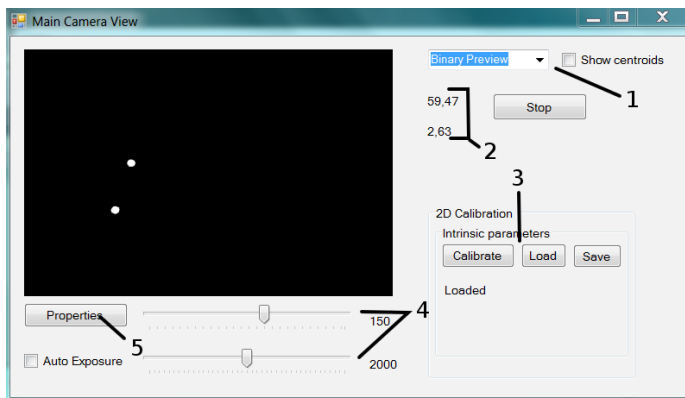 Main Camera View
Binary Preview
Show centroids
1
59,47
Stop
2,63
2
3
2D Calibration
Intrinsic parameters
Calibrate Load Save
Loaded
4
Properties
150
5
Auto Exposure
2000